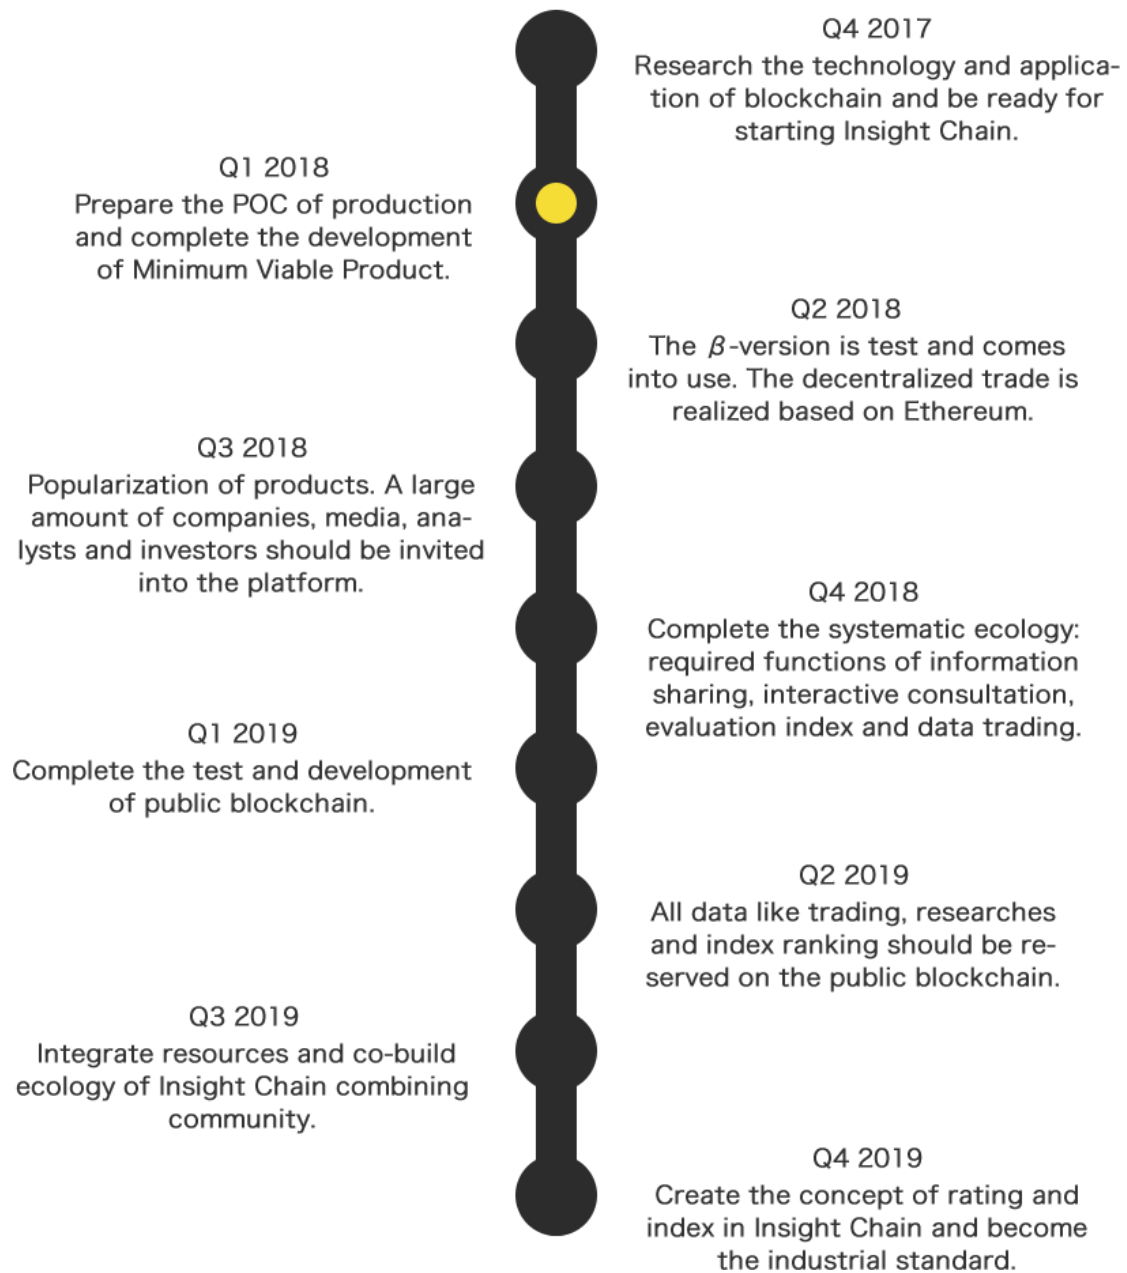 Q4 2017
Research the technology and applica-
tion of blockchain and be ready for
starting Insight Chain.
Q1 2018
Prepare the POC of production
and complete the development
of Minimum Viable Product.
Q2 2018
The β-version is test and comes
into use. The decentralized trade is
realized based on Ethereum.
Q3 2018
Popularization of products. A large
amount of companies, media, ana-
lysts and investors should be invited
into the platform.
Q4 2018
Complete the systematic ecology:
required functions of information
sharing, interactive consultation,
evaluation index and data trading.
Q1 2019
Complete the test and development
of public blockchain.
Q2 2019
All data like trading, researches
and index ranking should be re-
served on the public blockchain.
Q3 2019
Integrate resources and co-build
ecology of Insight Chain combining
community.
Q4 2019
Create the concept of rating and
index in Insight Chain and become
the industrial standard.